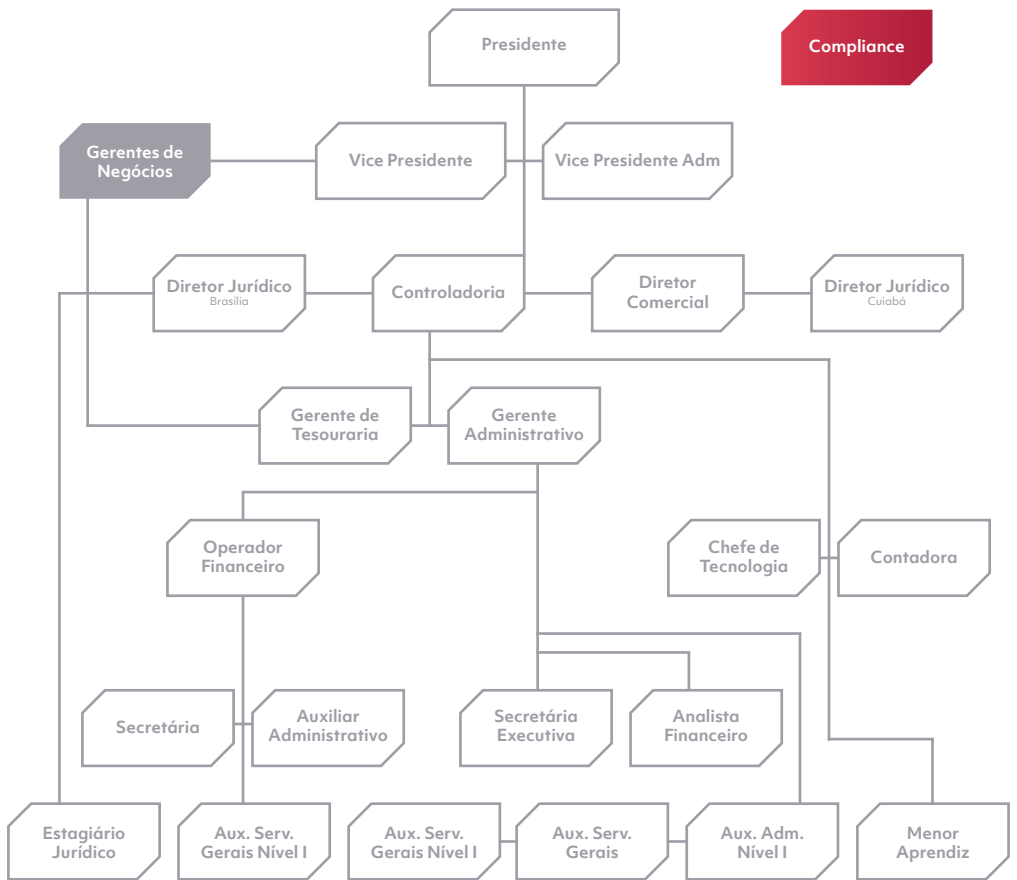 Presidente
Compliance
Gerentes de
Negócios
Vice Presidente
Vice Presidente Adm
Diretor Jurídico
Brasília
Controladoria
Diretor
Comercial
Diretor Jurídico
Cuiabá
Gerente de
Tesouraria
Gerente
Administrativo
Operador
Financeiro
Chefe de
Tecnologia
Contadora
Secretária
Auxiliar
Administrativo
Secretária
Executiva
Analista
Financeiro
Estagiário
Jurídico
Aux. Serv.
Gerais Nível I
Aux. Serv.
Gerais Nível I
Aux. Serv.
Gerais
Aux. Adm.
Nível I
Menor
Aprendiz